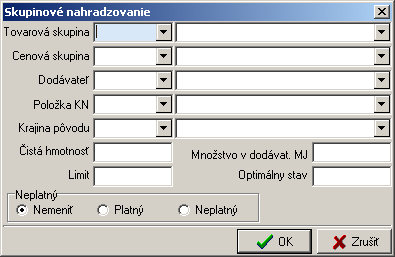 Skupinové nahradzovanie
Tovarová skupina
Cenová skupina
Dodávateľ
Položka KN
Krajina pôvodu
Čistá hmotnosť Množstvo v dodávat. MJ
Limit Optimálny stav
Neplatný
Nemeniť Platný Neplatný
OK Zrušiť